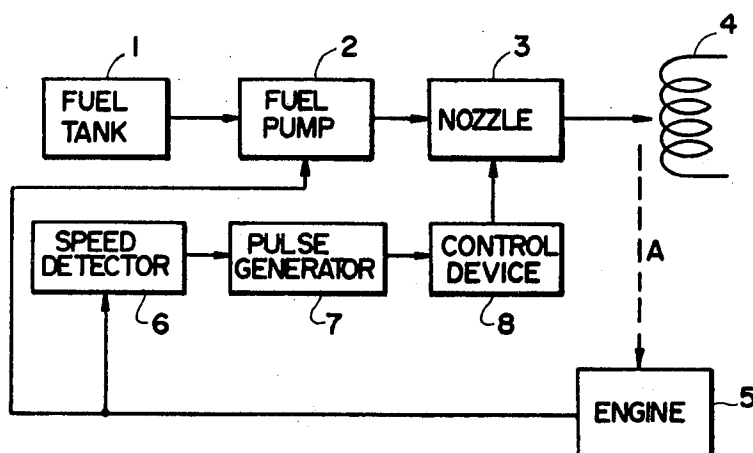 1
2
3
4
FUEL
TANK
FUEL
PUMP
NOZZLE
SPEED
DETECTOR
PULSE
GENERATOR
CONTROL
DEVICE
A
6
7
8
ENGINE
5